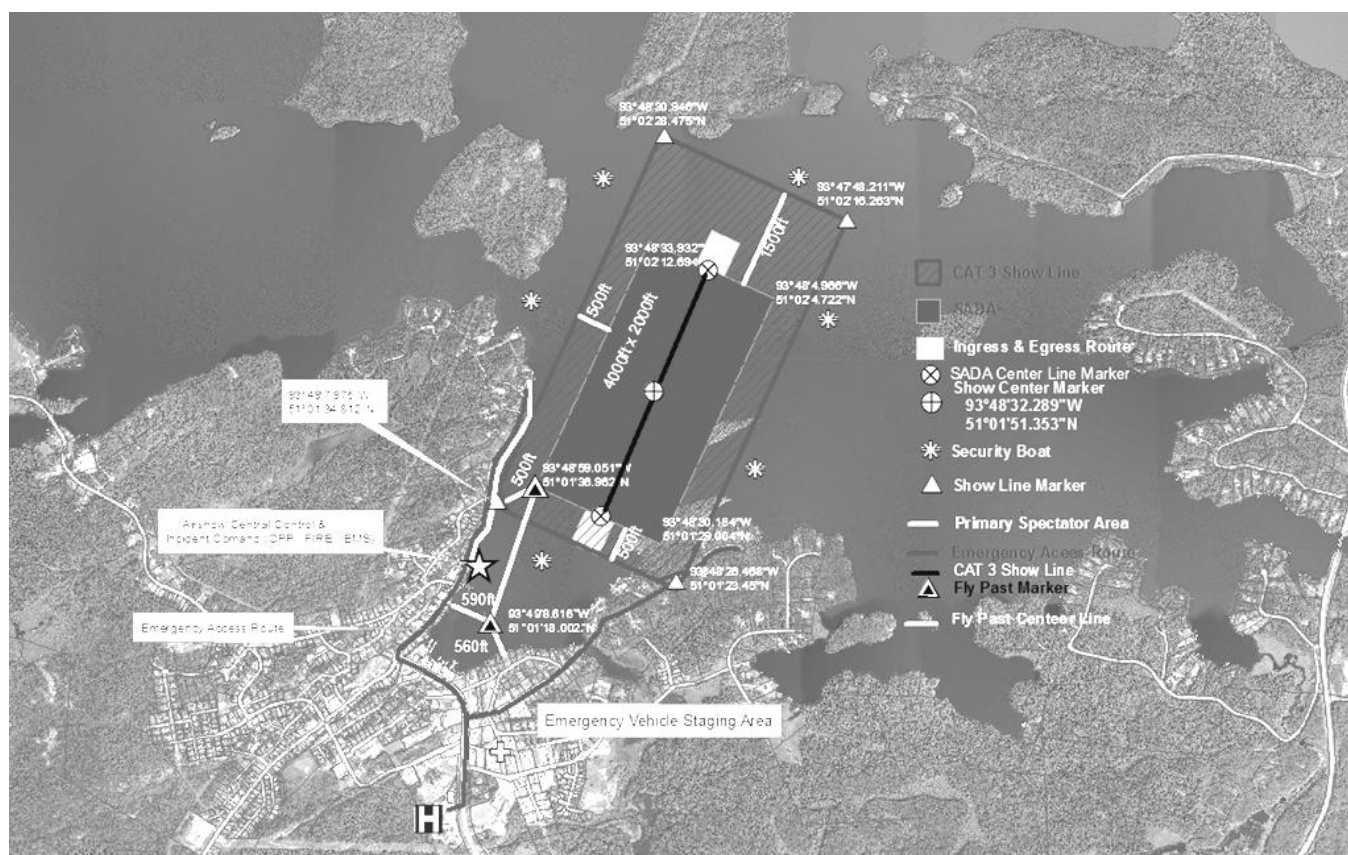 93°48'30.946"W
51°02'28.475"N
93°47'48.211"W
51°02'16.263"N
1500ft
93°48'33.932"
51°02'12.694
93°48'4.966"W
51°02'4.722"N
500ft
4000ft x 2000ft
CAT 3 Show Line
SADA
Ingress & Egress Route
SADA Center Line Marker
Show Center Marker
93°48'32.289"W
51°01'51.353"N
Security Boat
Show Line Marker
Primary Spectator Area
Emergency Acces Route
CAT 3 Show Line
Fly Past Marker
Fly Past Centeer Line
93°49'7.976"W
51°01'34.812"N
500ft
93°48'59.051"W
51°01'36.962"N
Airshow Central Control &
Incident Comand (OPP FIRE EMS)
93°48'30.184"W
51°01'29.004"N
500ft
93°48'26.468"W
51°01'23.45"N
590ft
93°49'8.616"W
51°01'18.002"N
Emergency Access Route
560ft
Emergency Vehicle Staging Area
H